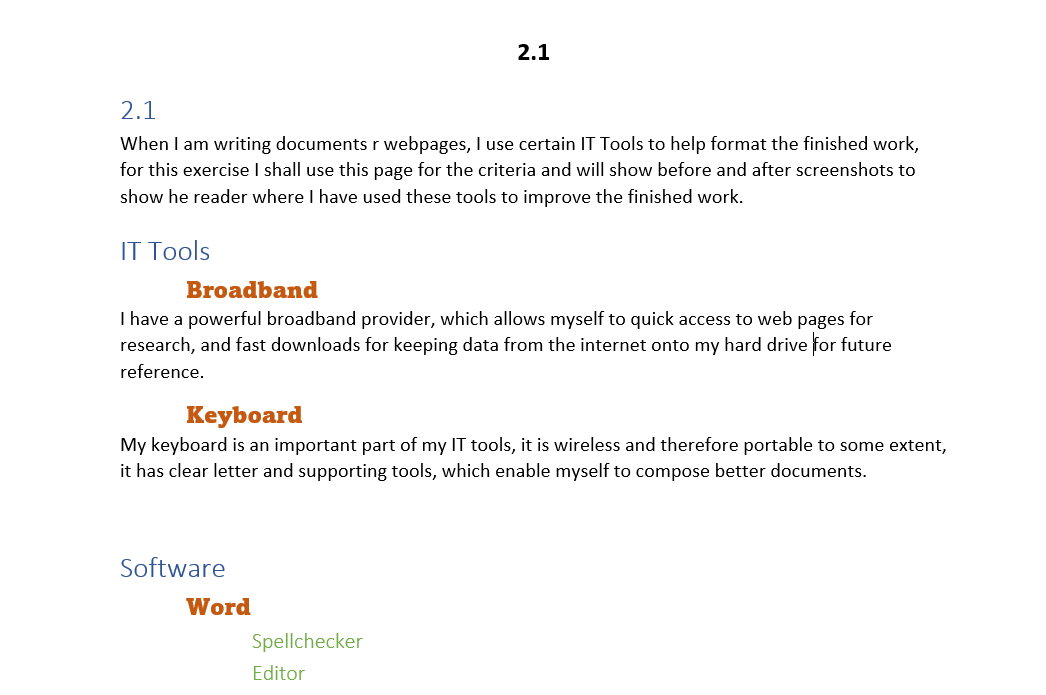 2.1
2.1
When I am writing documents r webpages, I use certain IT Tools to help format the finished work,
for this exercise I shall use this page for the criteria and will show before and after screenshots to
show he reader where I have used these tools to improve the finished work.
IT Tools
Broadband
I have a powerful broadband provider, which allows myself to quick access to web pages for
research, and fast downloads for keeping data from the internet onto my hard drive for future
reference.
Keyboard
My keyboard is an important part of my IT tools, it is wireless and therefore portable to some extent,
it has clear letter and supporting tools, which enable myself to compose better documents.
Software
Word
Spellchecker
Editor